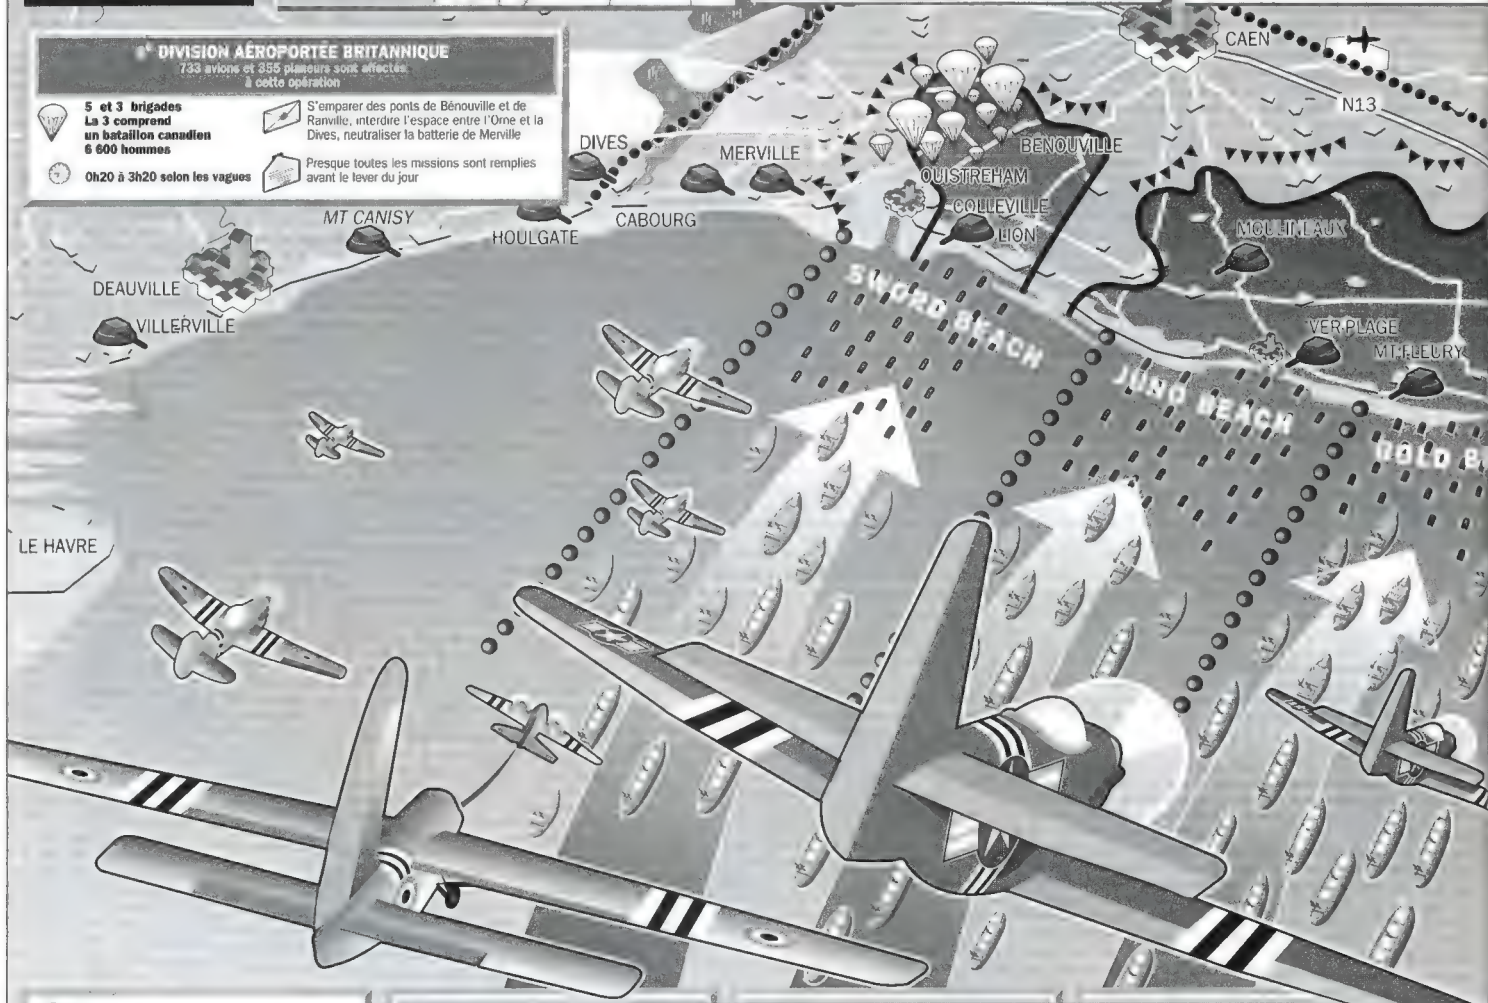 6e DIVISION AÉROPORTÉE BRITANNIQUE
733 avions et 355 planeurs sont affectés
à cette opération
5 et 3 brigades
La 3 comprend
un bataillon canadien
6 600 hommes
S'emparer des ponts de Bénouville et de
Ranville, interdire l'espace entre l'Orne et la
Dives, neutraliser la batterie de Merville
0h20 à 3h20 selon les vagues
Presque toutes les missions sont remplies
avant le lever du jour
CAEN
N13
DIVES
MERVILLE
BÉNOUVILLE
OUISTREHAM
MT CANISY
HOULGATE
CABOURG
COLLEVILLE
LION
MOULINEAUX
DEAUVILLE
VILLERVILLE
SWORD BEACH
VER-PLAGE
MT FLEURY
JUNO BEACH
GOLD B
LE HAVRE